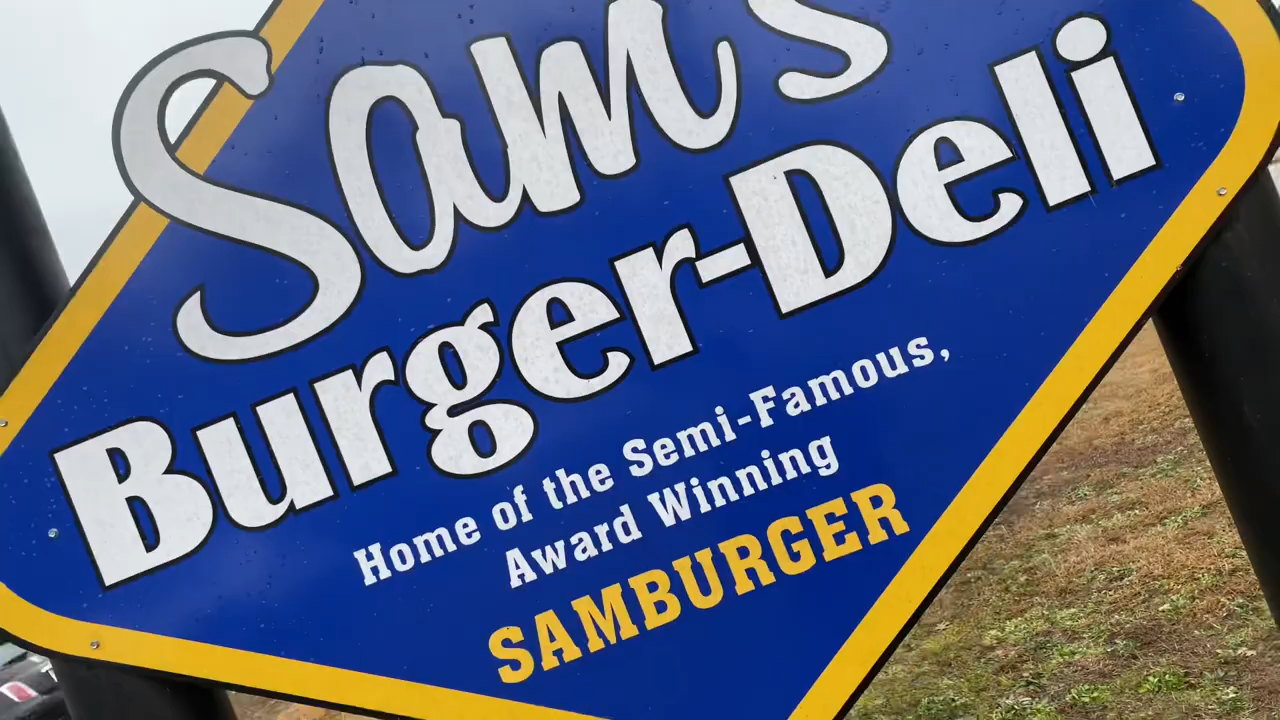 Sam's
Burger-Deli
Home of the Semi-Famous,
Award Winning
SAMBURGER